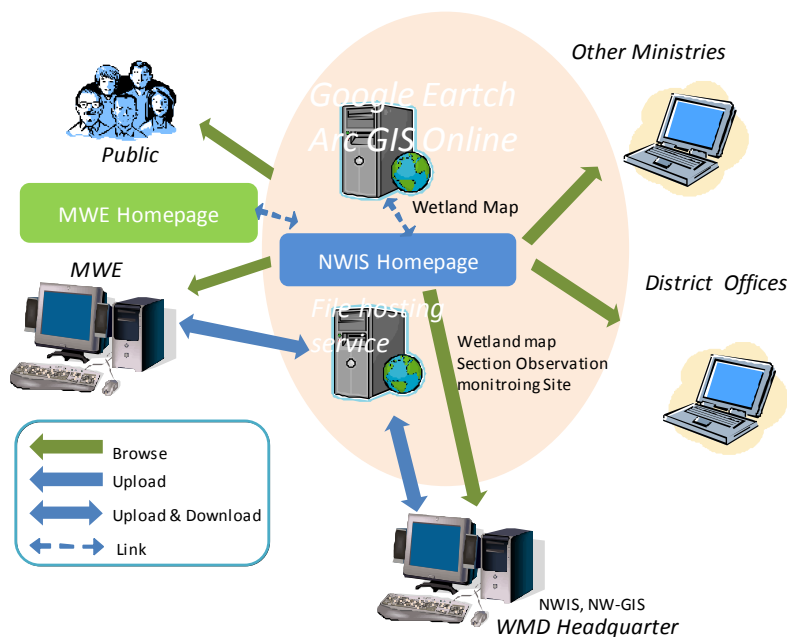 Other Ministries
Google Eartch
Arc GIS Online
Public
Wetland Map
MWE Homepage
NWIS Homepage
MWE
District Offices
File hosting
service
Wetland map
Section Observation
monitroing Site
Browse
Upload
Upload & Download
Link
NWIS, NW-GIS
WMD Headquarter